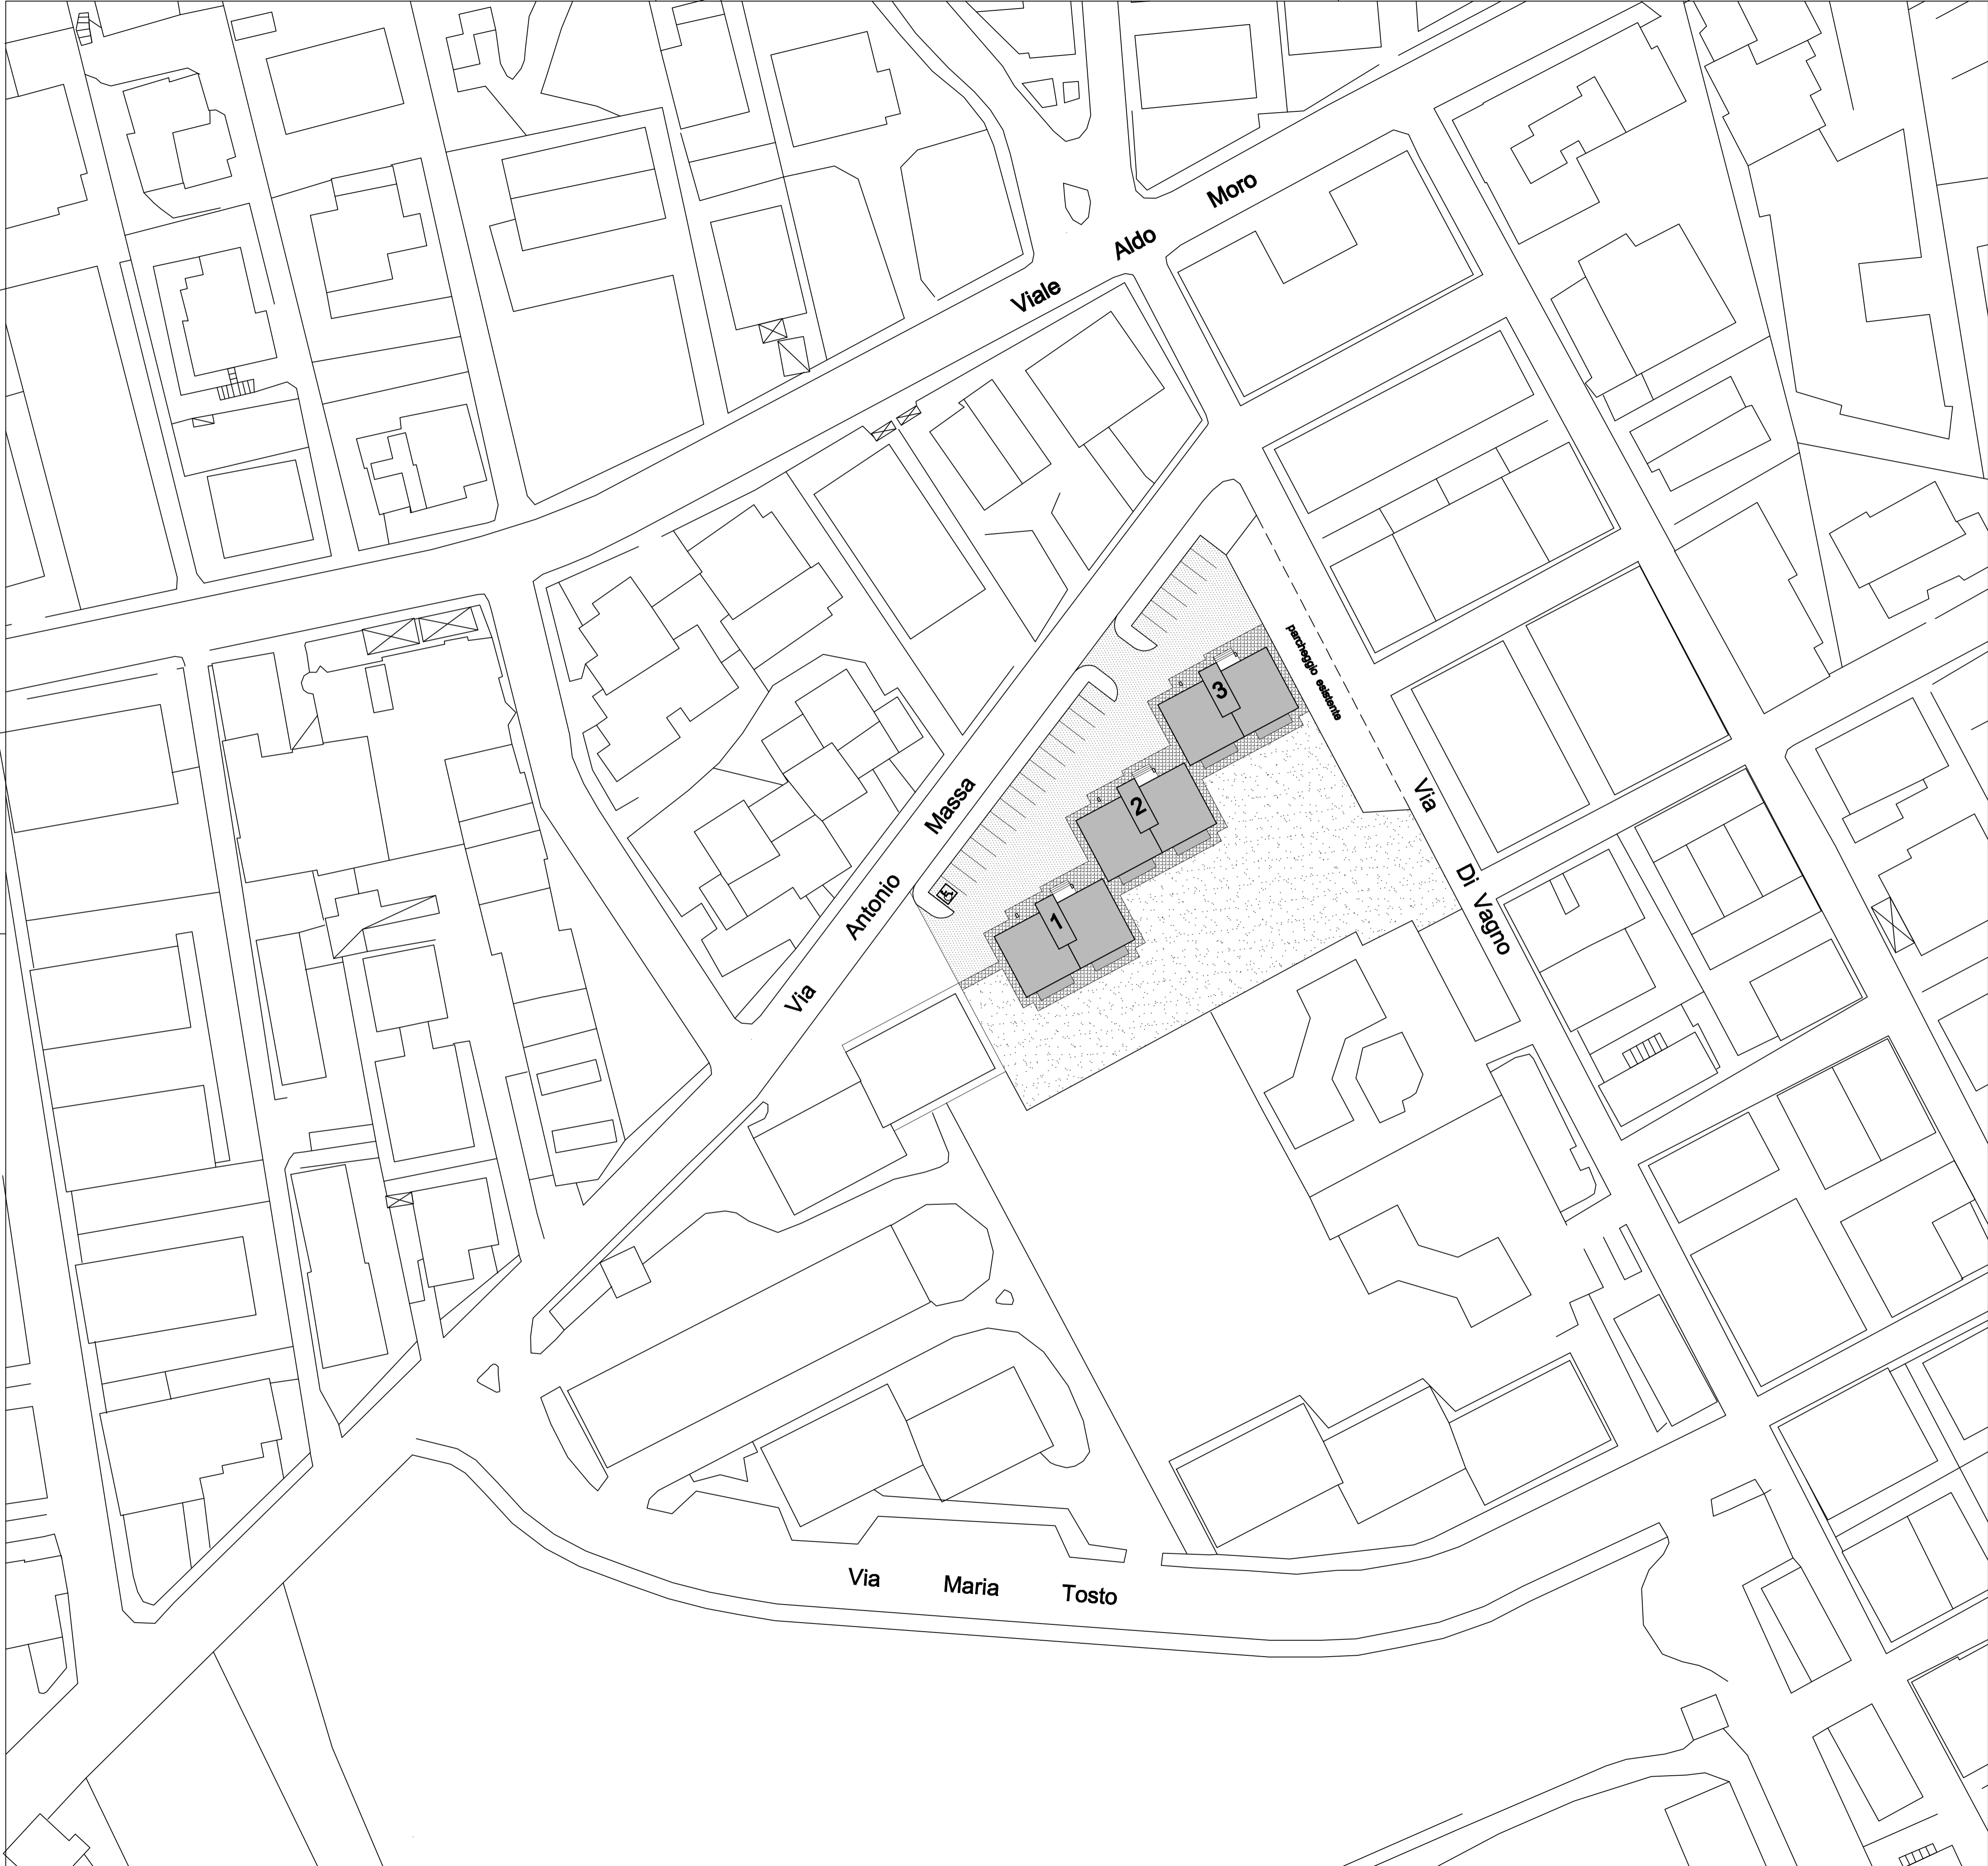 Viale Aldo Moro
parcheggio esistente
3
2
1
Via Antonio Massa
Via Di Vagno
Via Maria Tosto